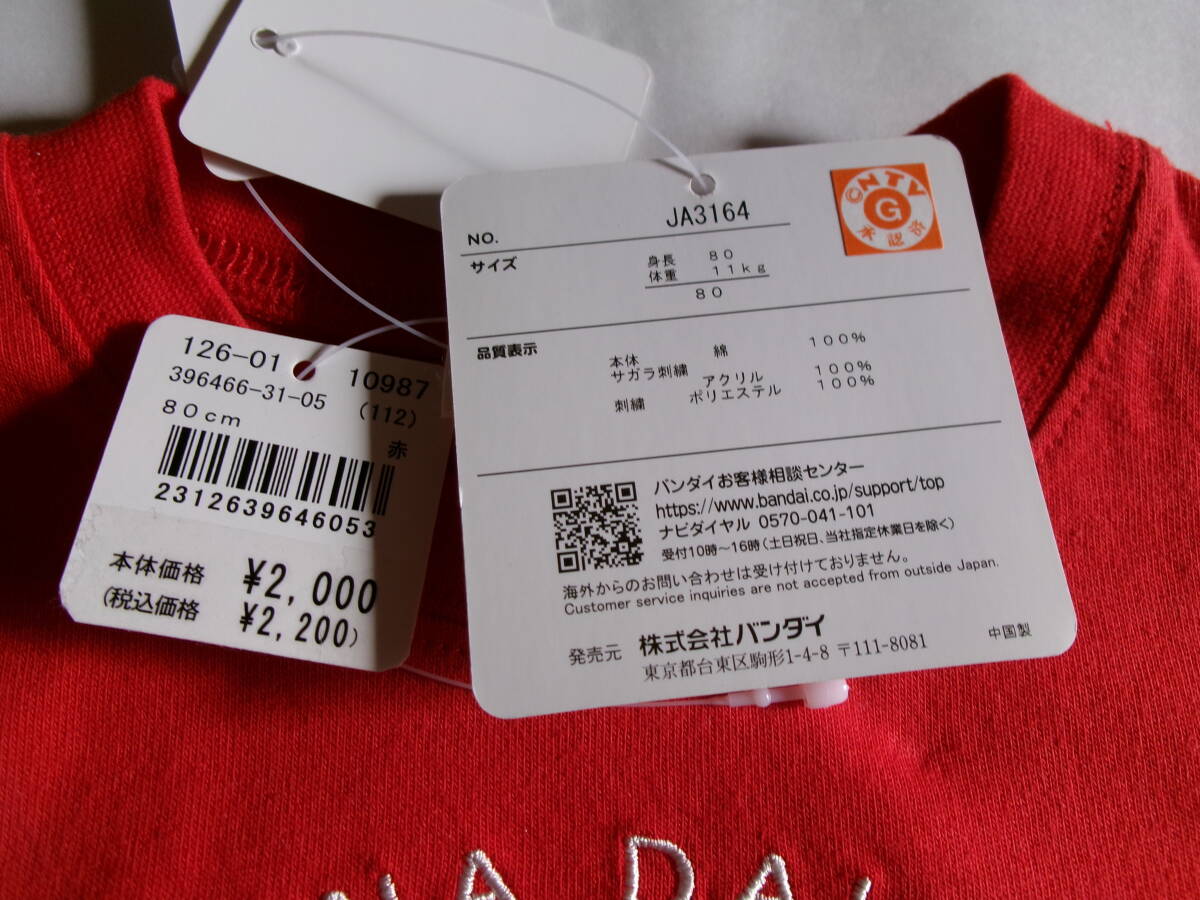 126-01 10987
396466-31-05 (112)
80cm 赤
2312639646053
本体価格 ¥2,000
(税込価格 ¥2,200)
NO. JA3164
サイズ 身長 80
体重 11kg
80
品質表示
本体 綿 100%
サガラ刺繍 アクリル 100%
刺繍 ポリエステル 100%
バンダイお客様相談センター
https://www.bandai.co.jp/support/top
ナビダイヤル 0570-041-101
受付10時~16時(土日祝日、当社指定休業日を除く)
海外からのお問い合わせは受け付けておりません。
Customer service inquiries are not accepted from outside Japan.
発売元 株式会社バンダイ
東京都台東区駒形1-4-8 〒111-8081
中国製
©NTV
G
承認済